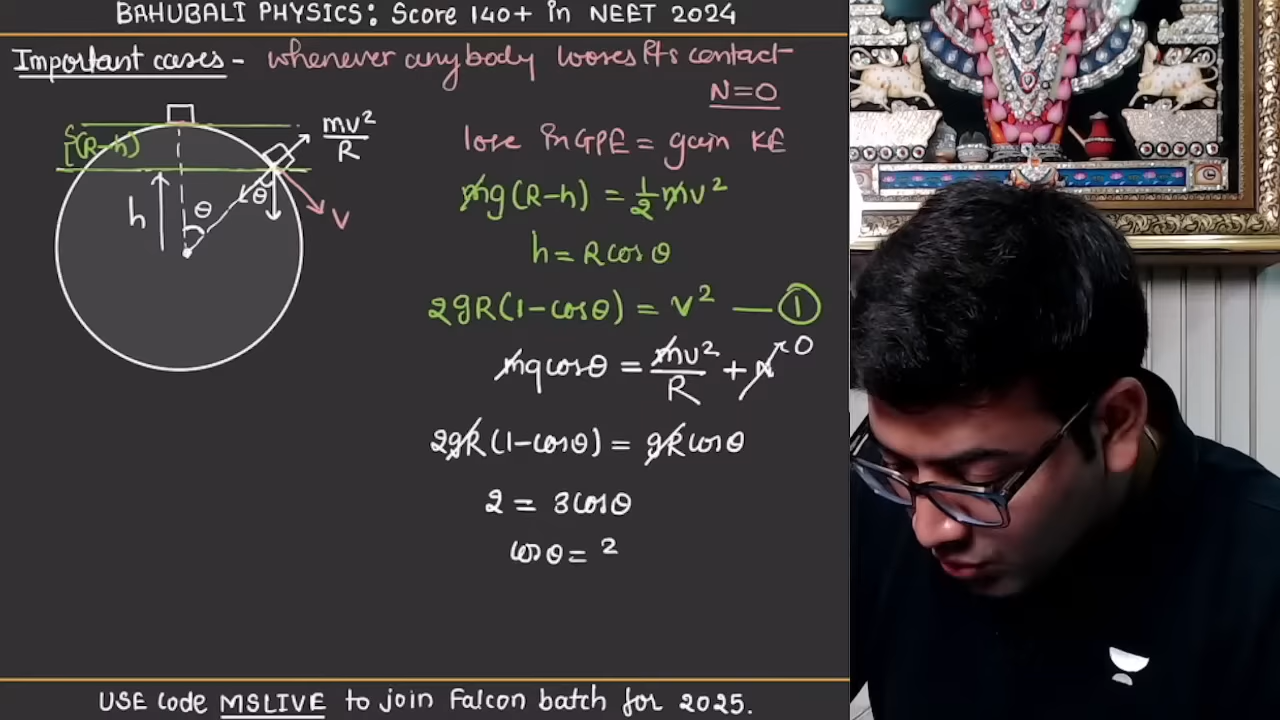 BAHUBALI PHYSICS: Score 140+ in NEET 2024
Important cases - whenever any body looses its contact
N=0
(R-h)
mv²/R
h
θ
θ
v
lose in GPE = gain KE
mg(R-h) = 1/2 mv²
h = R cos θ
2gR(1-cosθ) = v² — ①
mg cosθ = mv²/R + N 0
2gR(1-cosθ) = gR cosθ
2 = 3cosθ
cosθ = 2
USE Code MSLIVE to join Falcon batch for 2025.